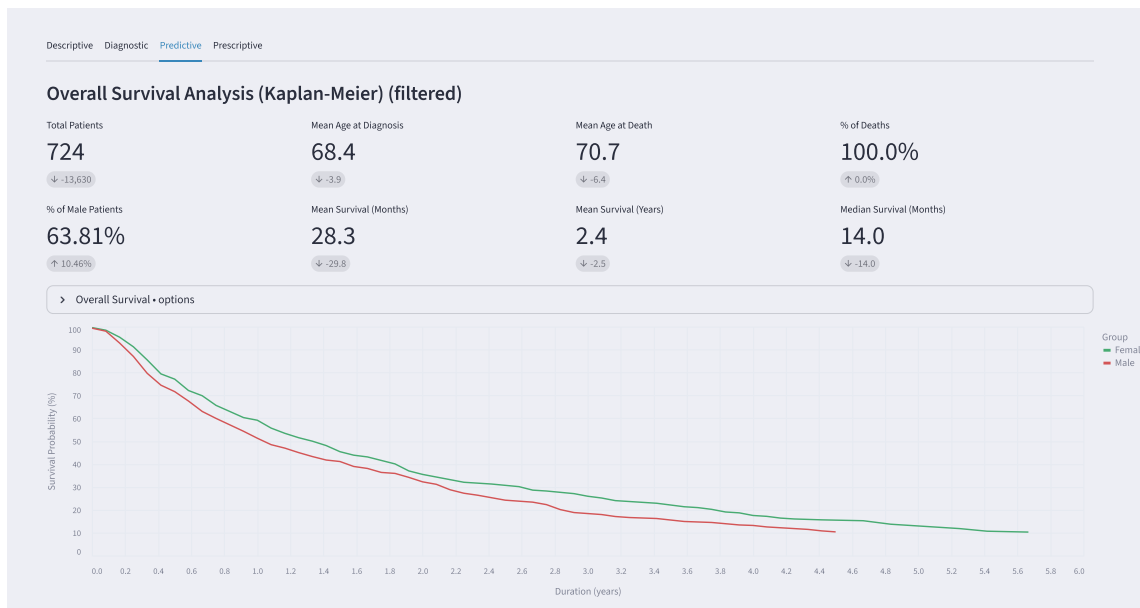 Descriptive Diagnostic Predictive Prescriptive
Overall Survival Analysis (Kaplan-Meier) (filtered)
Total Patients Mean Age at Diagnosis Mean Age at Death % of Deaths
724 68.4 70.7 100.0%
↓ -13,630 ↓ -3.9 ↓ -6.4 ↑ 0.0%
% of Male Patients Mean Survival (Months) Mean Survival (Years) Median Survival (Months)
63.81% 28.3 2.4 14.0
↑ 10.46% ↓ -29.8 ↓ -2.5 ↓ -14.0
Overall Survival • options
Survival Probability (%)
100
90
80
70
60
50
40
30
20
10
0
0.0 0.2 0.4 0.6 0.8 1.0 1.2 1.4 1.6 1.8 2.0 2.2 2.4 2.6 2.8 3.0 3.2 3.4 3.6 3.8 4.0 4.2 4.4 4.6 4.8 5.0 5.2 5.4 5.6 5.8 6.0
Duration (years)
Group
Femal
Male